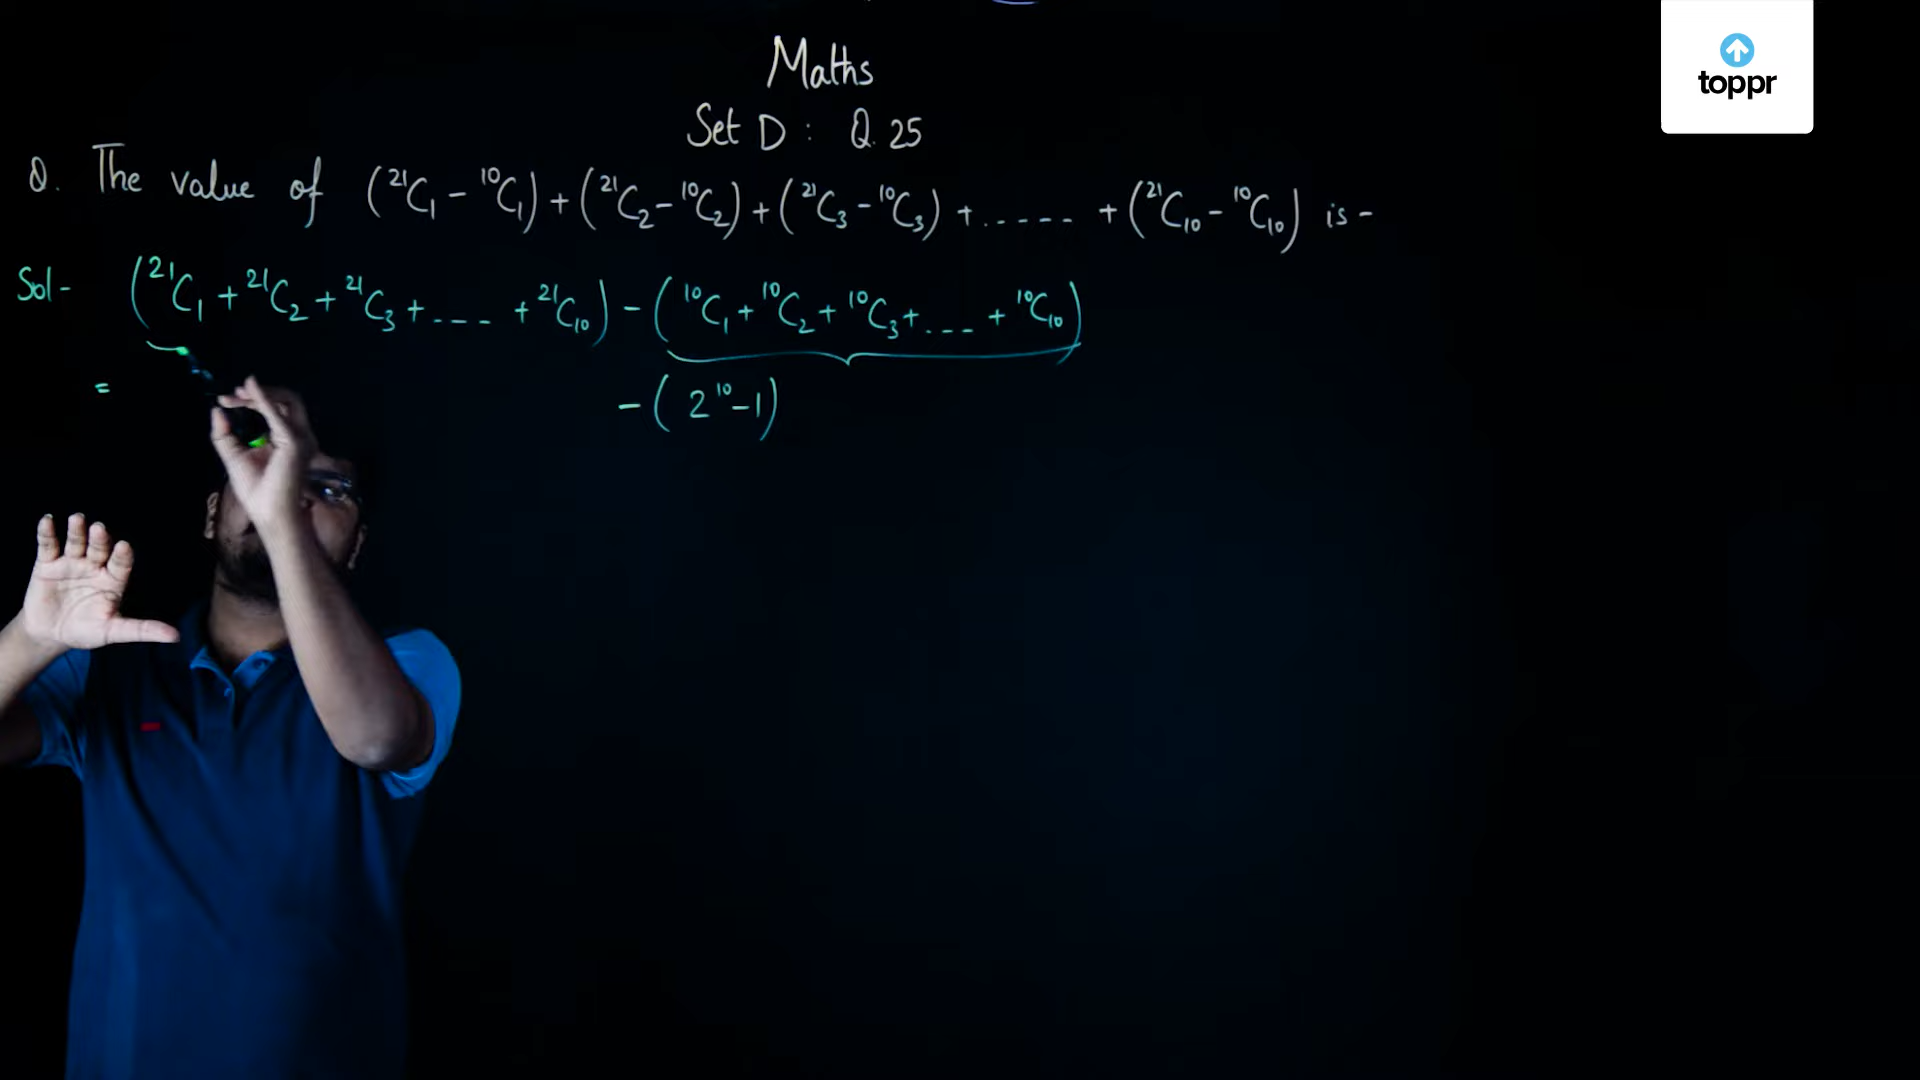 toppr
Maths
Set D : Q. 25
Q. The value of (²¹C₁ - ¹⁰C₁) + (²¹C₂ - ¹⁰C₂) + (²¹C₃ - ¹⁰C₃) + ..... + (²¹C₁₀ - ¹⁰C₁₀) is -
Sol - (²¹C₁ + ²¹C₂ + ²¹C₃ + .... + ²¹C₁₀) - (¹⁰C₁ + ¹⁰C₂ + ¹⁰C₃ + .... + ¹⁰C₁₀)
= - (2¹⁰ - 1)